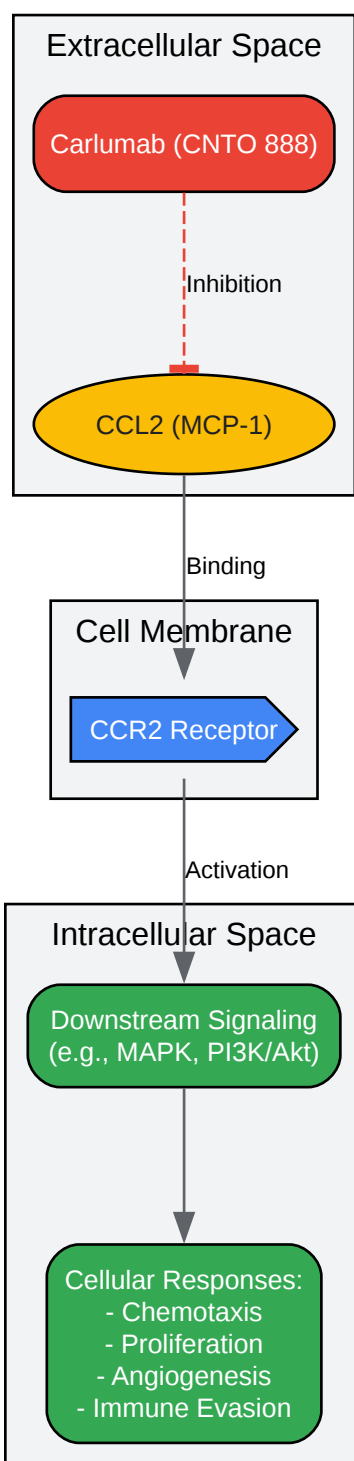 Extracellular Space
Carlumab (CNTO 888)
Inhibition
CCL2 (MCP-1)
Binding
Cell Membrane
CCR2 Receptor
Activation
Intracellular Space
Downstream Signaling
(e.g., MAPK, PI3K/Akt)
Cellular Responses:
- Chemotaxis
- Proliferation
- Angiogenesis
- Immune Evasion